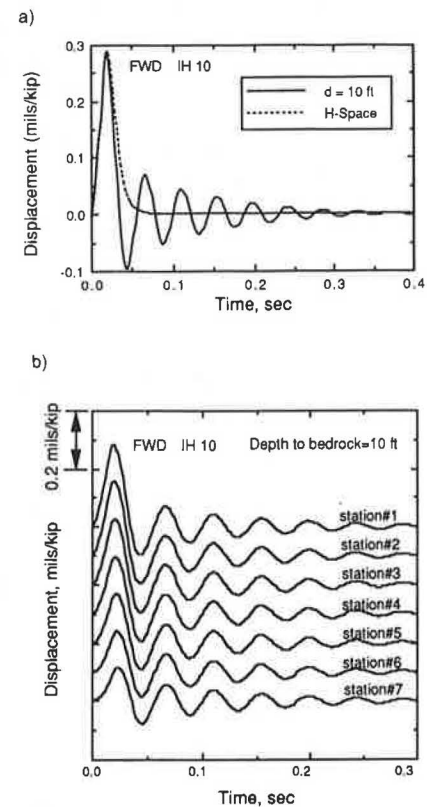 a)
0.3
FWD IH 10
d = 10 ft
H-Space
0.2
0.1
0.0
-0.1
Displacement (mils/kip)
0.0 0.1 0.2 0.3 0.4
Time, sec
b)
0.2 mils/kip
FWD IH 10 Depth to bedrock=10 ft
station#1
station#2
station#3
station#4
station#5
station#6
station#7
Displacement, mils/kip
0.0 0.1 0.2 0.3
Time, sec